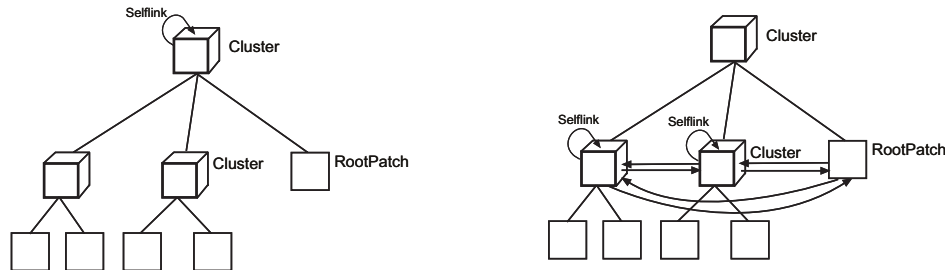 Selflink
Cluster
Cluster
RootPatch
Cluster
Selflink
Selflink
Cluster
RootPatch